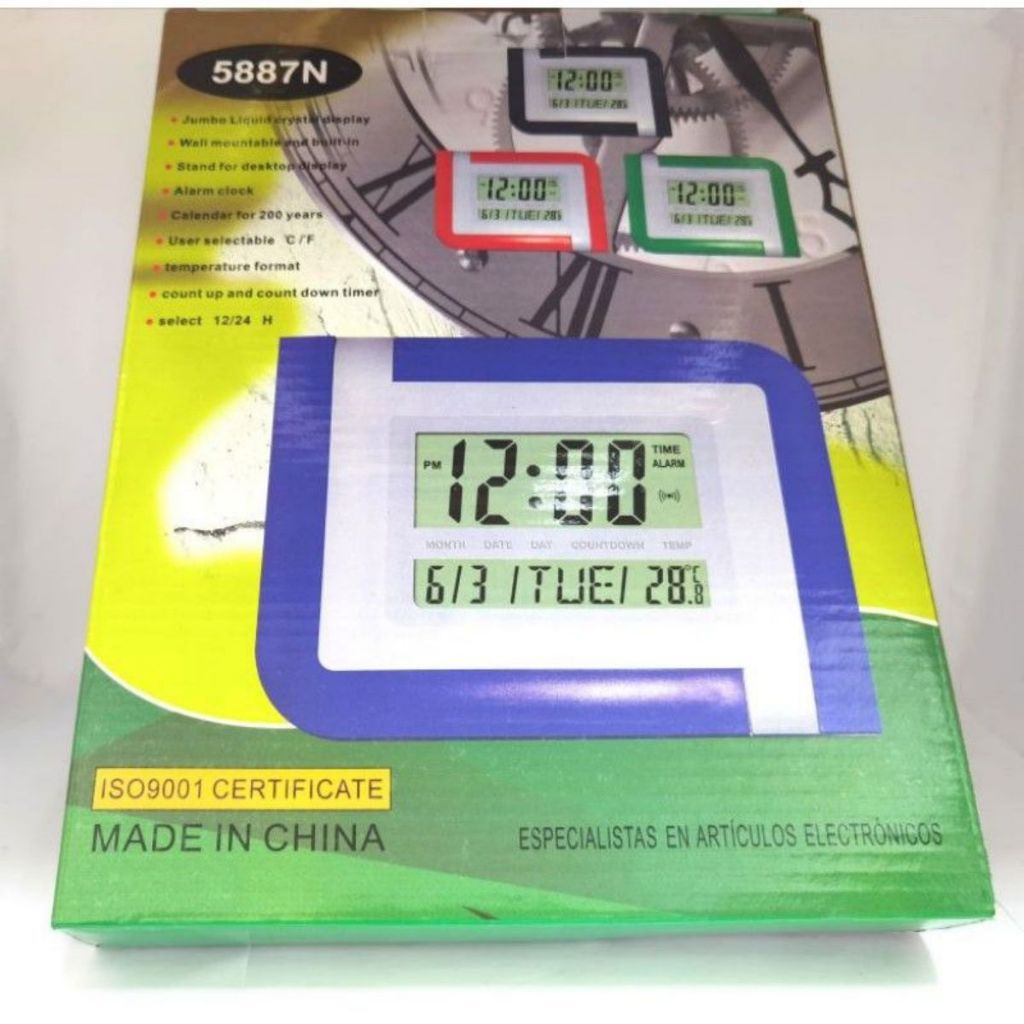 5887N
• Jumbo Liquid crystal display
• Wall mountable and built-in
• Stand for desktop display
• Alarm clock
• Calendar for 200 years
• User selectable °C/°F
• temperature format
• count up and count down timer
• select 12/24 H
12:00
6/3 /TUE/ 28
12:00
6/3 /TUE/ 28
12:00
6/3 /TUE/ 28
I
PM 12:00 TIME ALARM
MONTH DATE DAY COUNTDOWN TEMP
6/3 /TUE/ 28.8°C
ISO9001 CERTIFICATE
MADE IN CHINA
ESPECIALISTAS EN ARTÍCULOS ELECTRÓNICOS